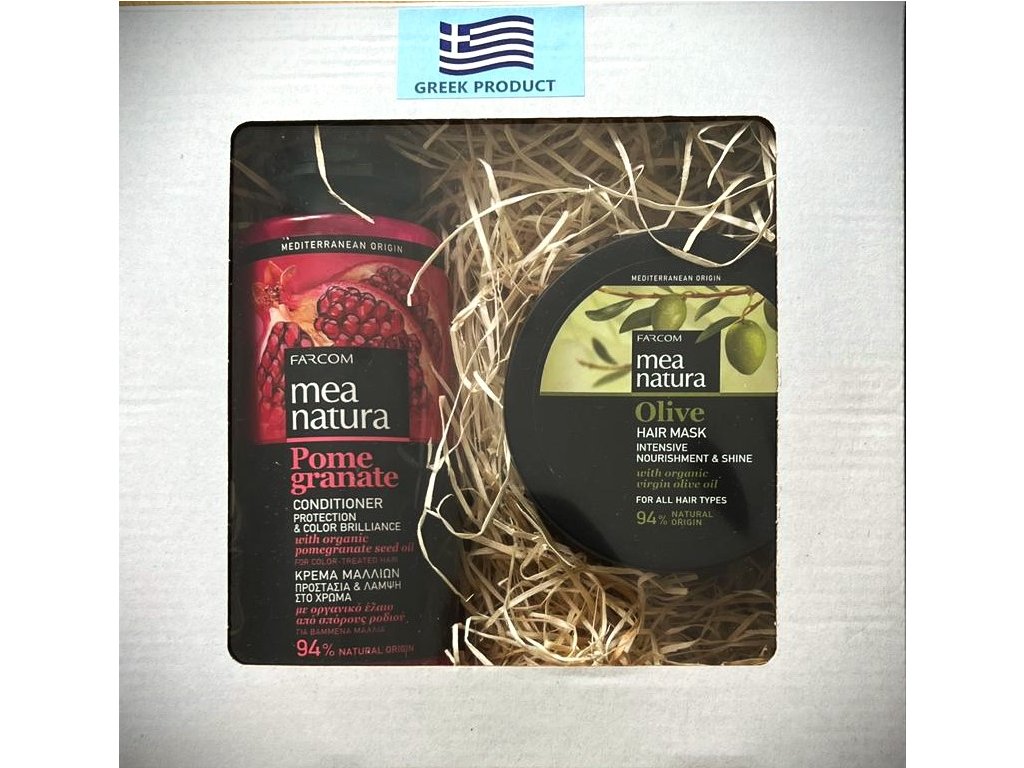 GREEK PRODUCT
MEDITERRANEAN ORIGIN
FARCOM
mea
natura
Pome
granate
CONDITIONER
PROTECTION
& COLOR BRILLIANCE
with organic
pomegranate seed oil
FOR COLOR-TREATED HAIR
ΚΡΕΜΑ ΜΑΛΛΙΩΝ
ΠΡΟΣΤΑΣΙΑ & ΛΑΜΨΗ
ΣΤΟ ΧΡΩΜΑ
με οργανικό έλαιο
από σπόρους ροδιού
ΓΙΑ ΒΑΜΜΕΝΑ ΜΑΛΛΙΑ
94% NATURAL ORIGIN
MEDITERRANEAN ORIGIN
FARCOM
mea
natura
Olive
HAIR MASK
INTENSIVE
NOURISHMENT & SHINE
with organic
virgin olive oil
FOR ALL HAIR TYPES
94% NATURAL
ORIGIN